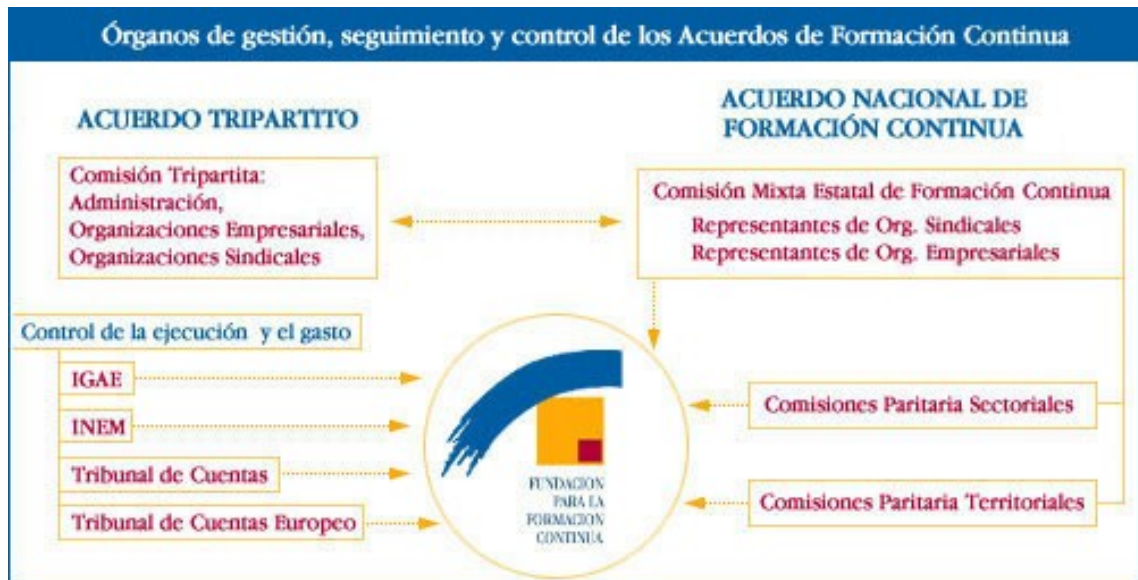 Órganos de gestión, seguimiento y control de los Acuerdos de Formación Continua
ACUERDO TRIPARTITO
Comisión Tripartita:
Administración,
Organizaciones Empresariales,
Organizaciones Sindicales
ACUERDO NACIONAL DE
FORMACIÓN CONTINUA
Comisión Mixta Estatal de Formación Continua
Representantes de Org. Sindicales
Representantes de Org. Empresariales
Control de la ejecución y el gasto
IGAE
INEM
Tribunal de Cuentas
Tribunal de Cuentas Europeo
FUNDACION
PARA LA
FORMACION
CONTINUA
Comisiones Paritaria Sectoriales
Comisiones Paritaria Territoriales